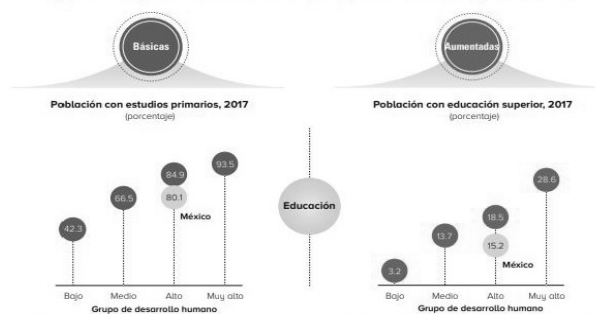 Básicas
Población con estudios primarios, 2017
(porcentaje)
93.5
84.9
80.1
66.5
México
42.3
Bajo Medio Alto Muy alto
Grupo de desarrollo humano
Educación
Aumentadas
Población con educación superior, 2017
(porcentaje)
28.6
18.5
13.7
15.2
México
3.2
Bajo Medio Alto Muy alto
Grupo de desarrollo humano